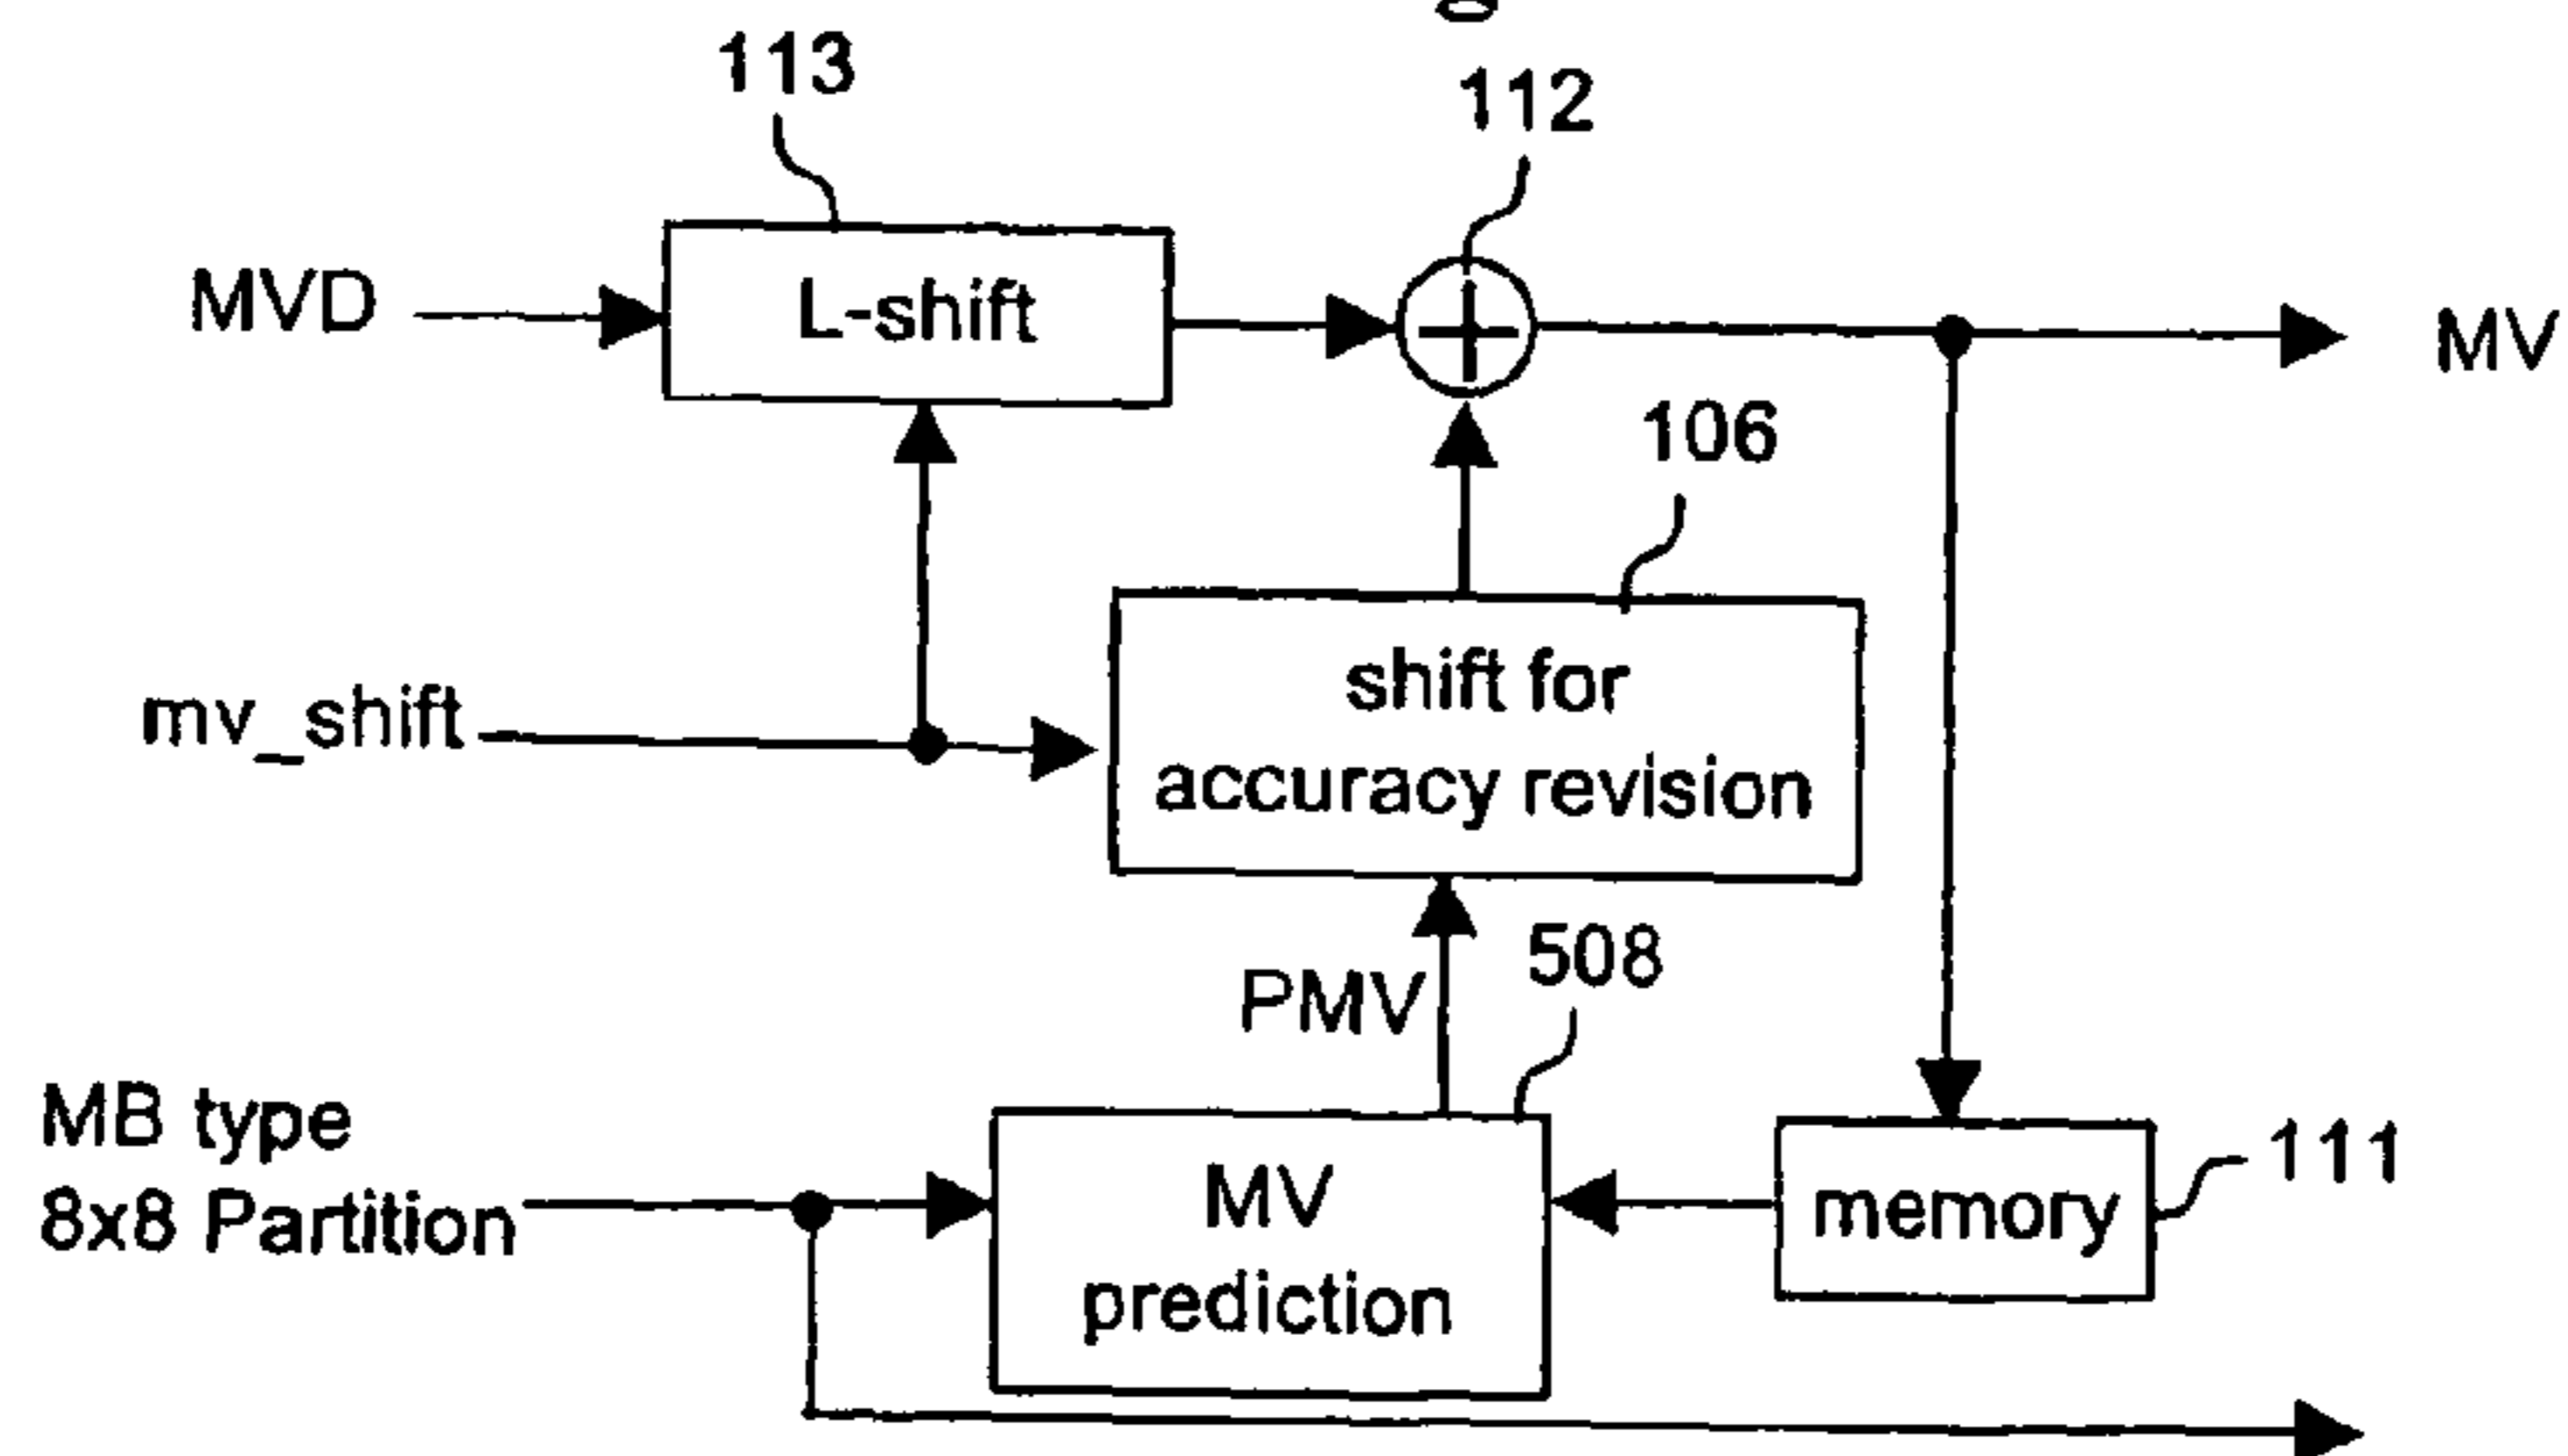 113
112
MVD
L-shift
MV
106
mv_shift
shift for
accuracy revision
PMV
508
MB type
8x8 Partition
MV
prediction
memory
111